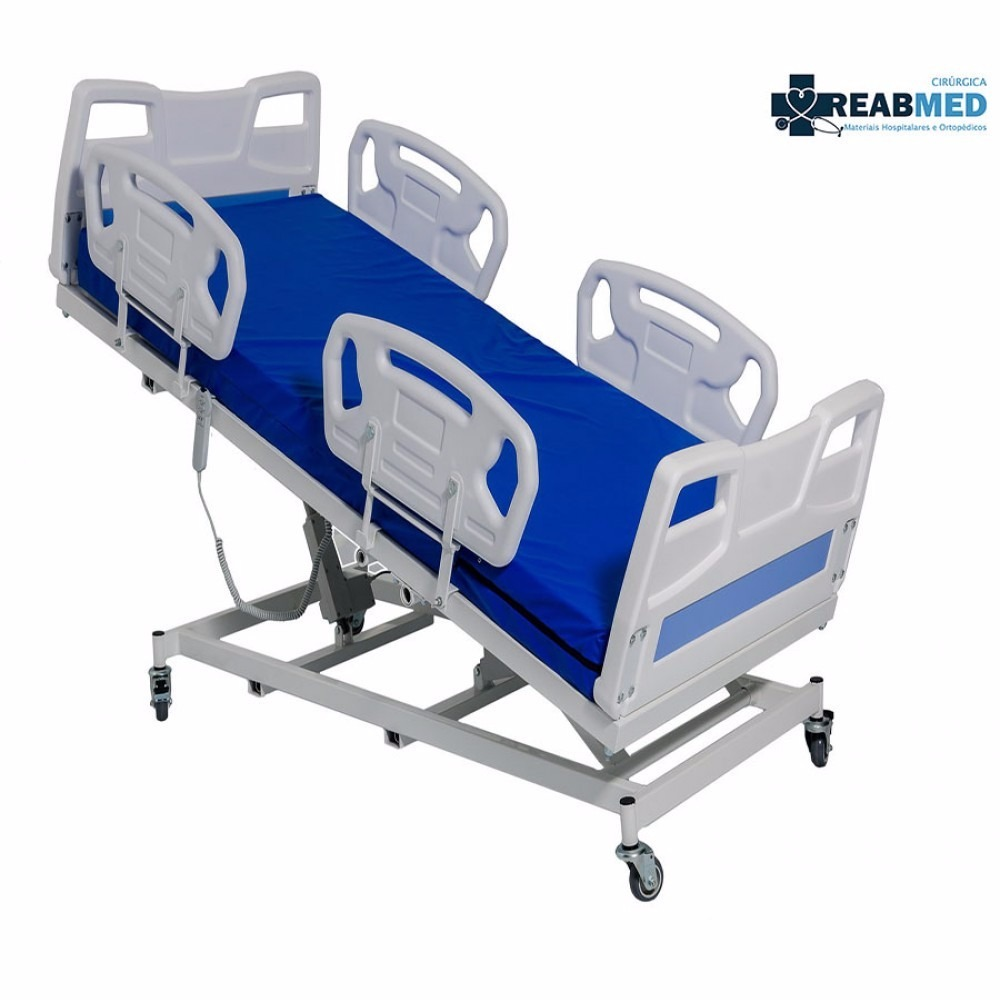 CIRÚRGICA
REABMED
Materiais Hospitalares e Ortopédicos